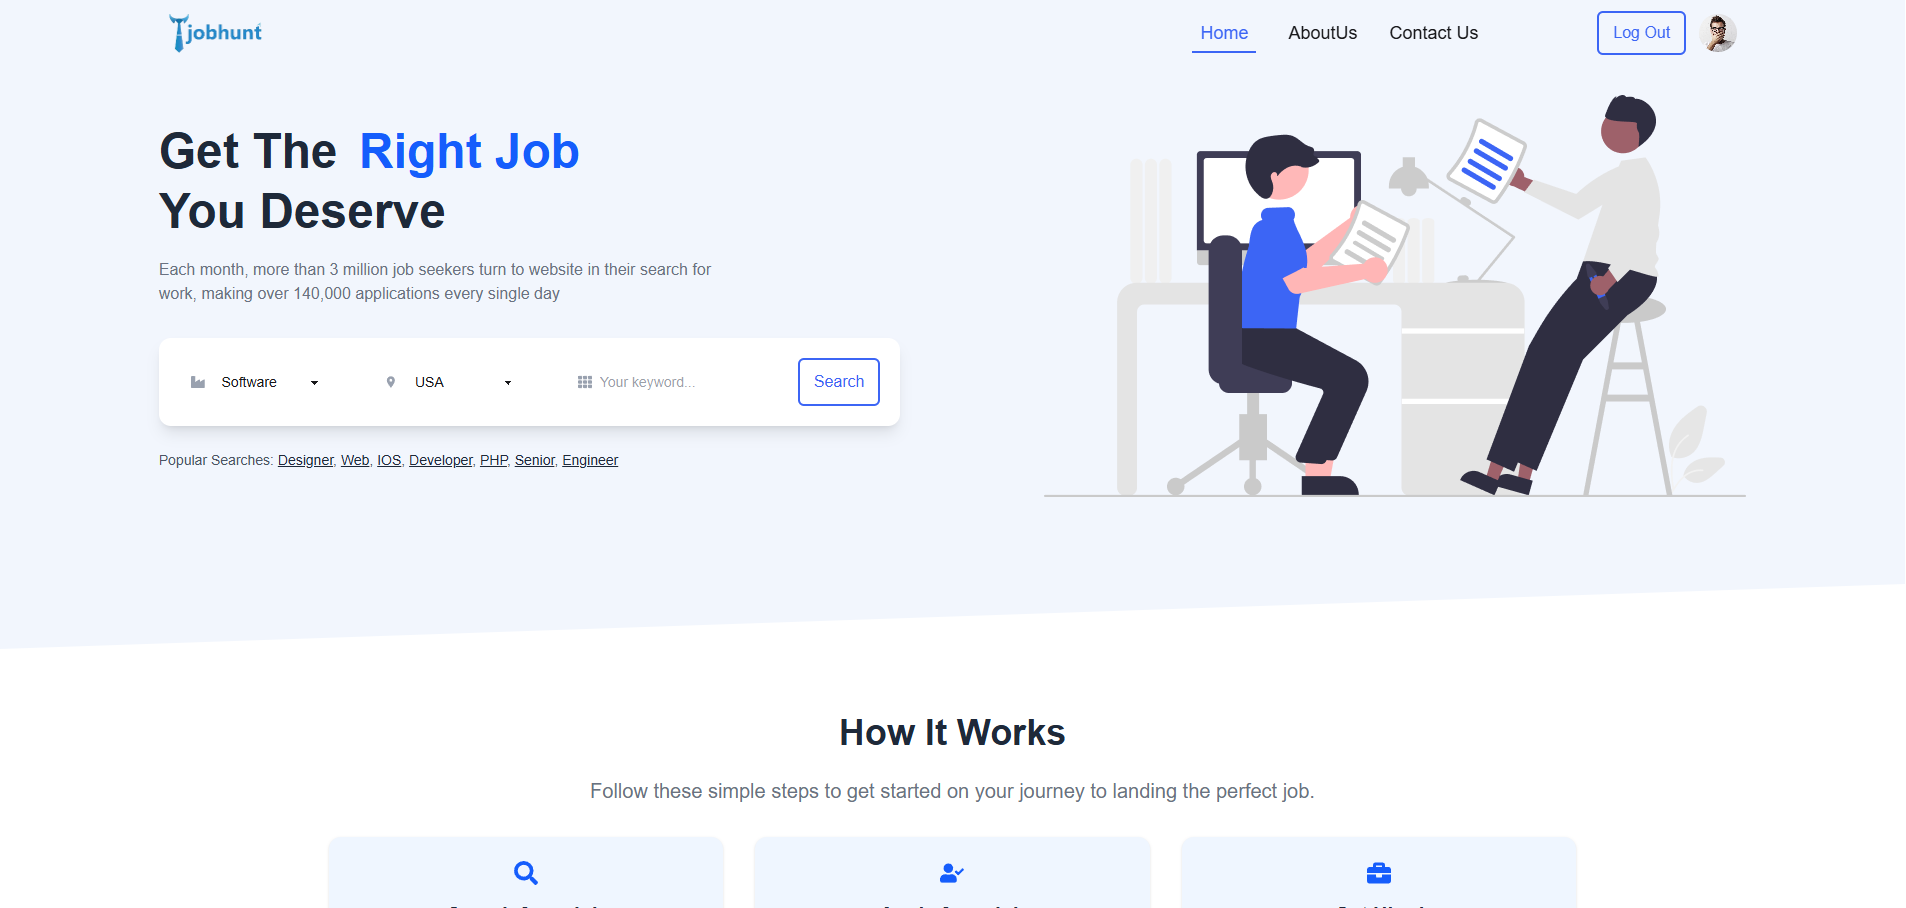 jobhunt
Home
AboutUs
Contact Us
Log Out
Get The Right Job
You Deserve
Each month, more than 3 million job seekers turn to website in their search for
work, making over 140,000 applications every single day
Software
USA
Your keyword...
Search
Popular Searches: Designer, Web, IOS, Developer, PHP, Senior, Engineer
How It Works
Follow these simple steps to get started on your journey to landing the perfect job.